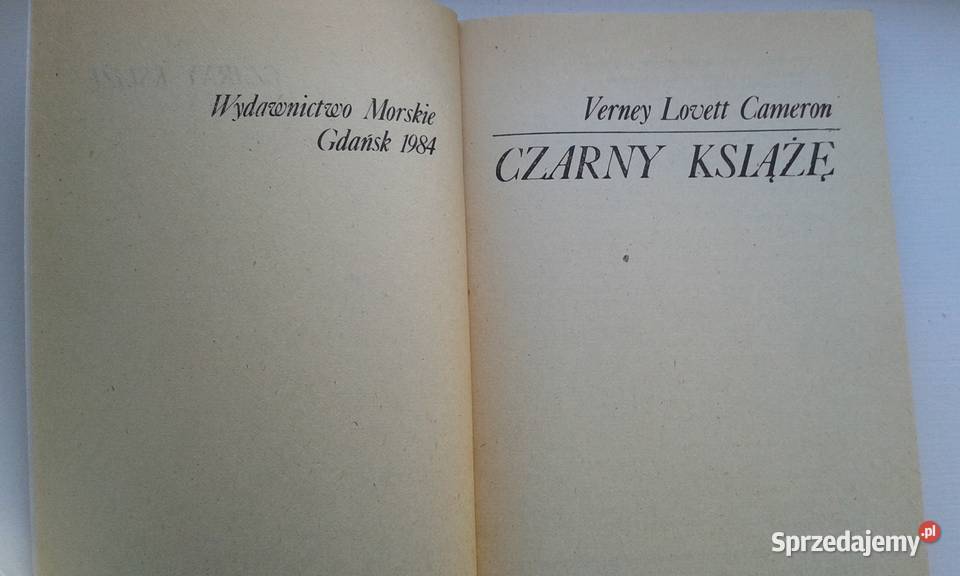 Wydawnictwo Morskie
Gdańsk 1984
Verney Lovett Cameron
CZARNY KSIĄŻĘ
Sprzedajemy.pl